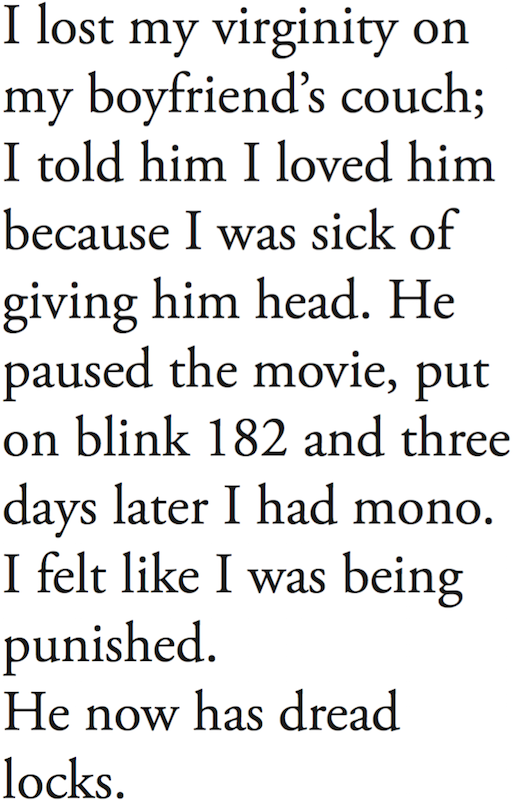 I lost my virginity on
my boyfriend’s couch;
I told him I loved him
because I was sick of
giving him head. He
paused the movie, put
on blink 182 and three
days later I had mono.
I felt like I was being
punished.
He now has dread
locks.